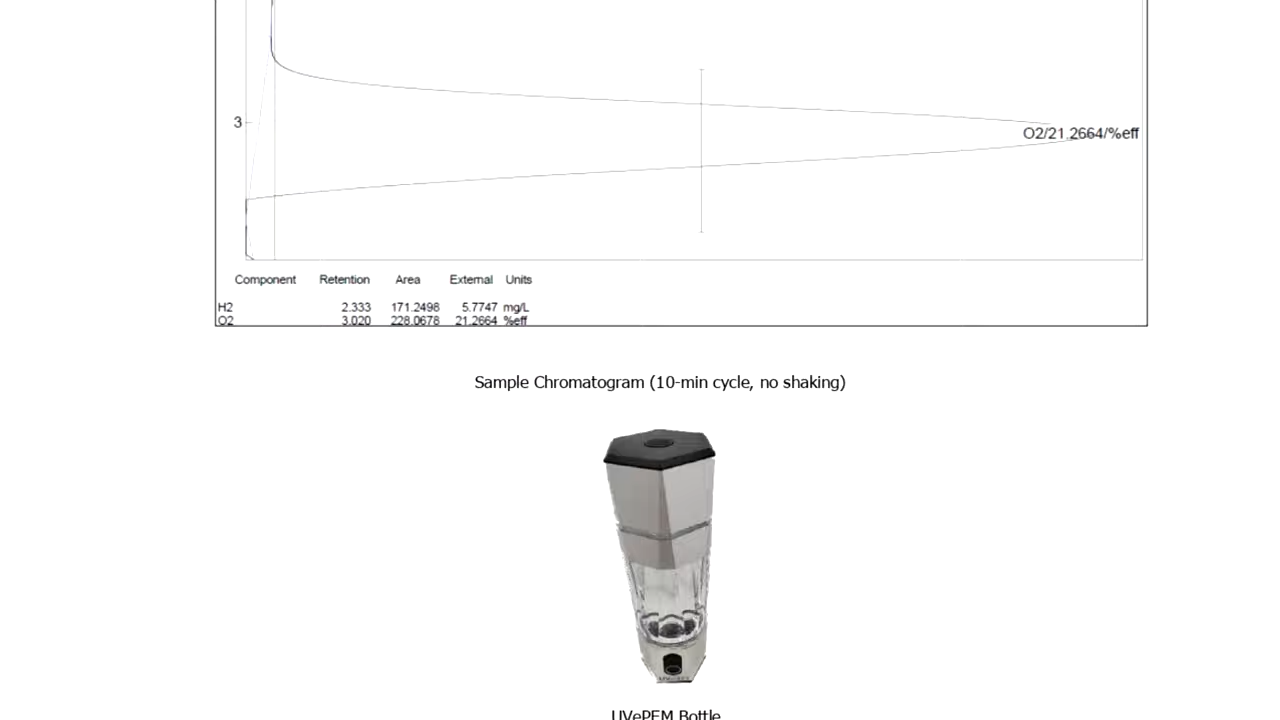 3
O2/21.2664/%eff
Component Retention Area External Units
H2 2.333 171.2498 5.7747 mg/L
O2 3.020 228.0678 21.2664 %eff
Sample Chromatogram (10-min cycle, no shaking)
UVePEM Bottle